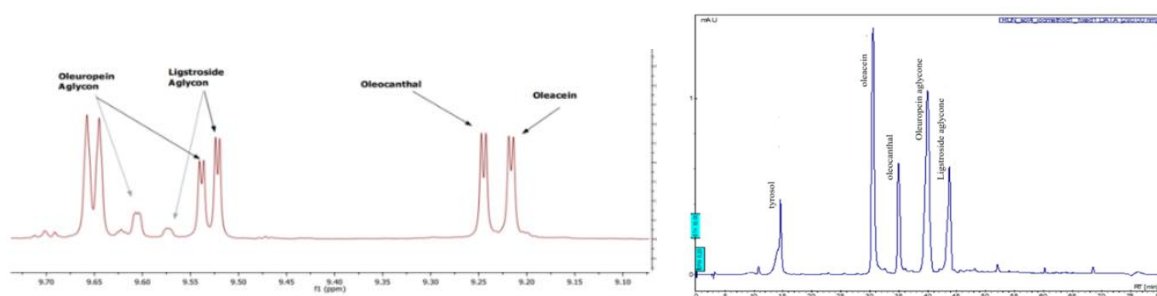 Oleuropein
Aglycon
Ligstroside
Aglycon
Oleocanthal
Oleacein
9.70 9.65 9.60 9.55 9.50 9.45 9.40 9.35 9.30 9.25 9.20 9.15 9.10
f1 (ppm)
mAU
1
0
tyrosol
oleacein
oleocanthal
Oleuropein aglycone
Ligstroside aglycone
RT [min]